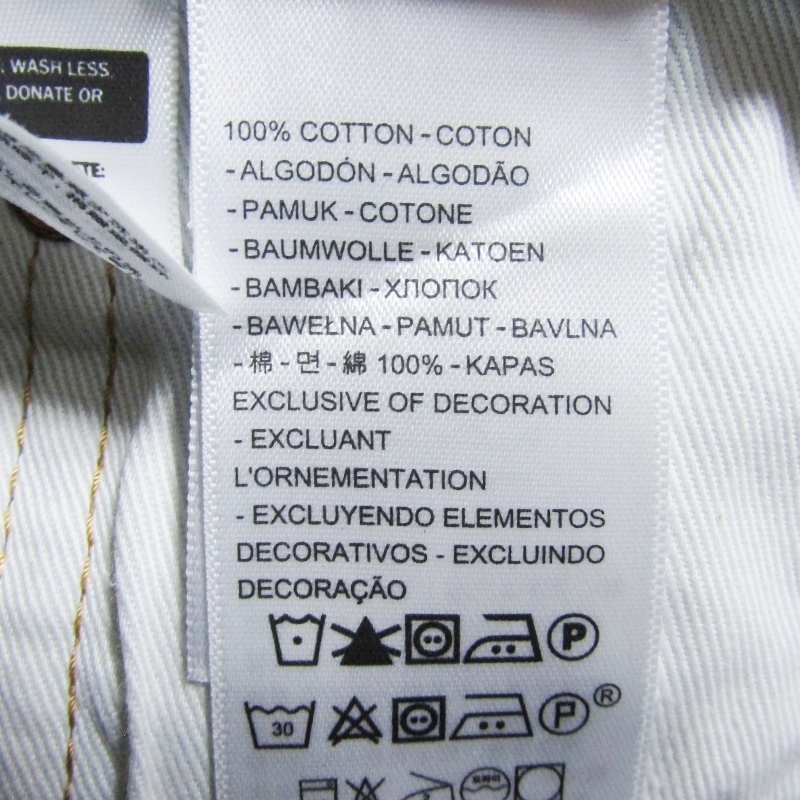 . WASH LESS.
, DONATE OR
100% COTTON - COTON
- ALGODÓN - ALGODÃO
- PAMUK - COTONE
- BAUMWOLLE - KATOEN
- BAMBAKI - ХЛОПОК
- BAWEŁNA - PAMUT - BAVLNA
- 棉 - 면 - 綿 100% - KAPAS
EXCLUSIVE OF DECORATION
- EXCLUANT
L'ORNEMENTATION
- EXCLUYENDO ELEMENTOS
DECORATIVOS - EXCLUINDO
DECORAÇÃO
P
30 P ®